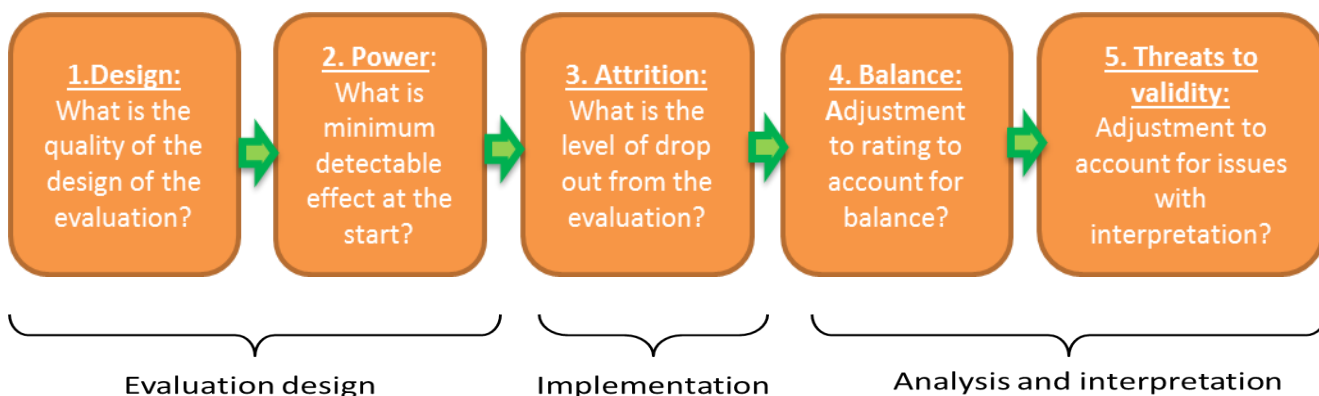 1.Design:
What is the
quality of the
design of the
evaluation?
2. Power:
What is
minimum
detectable
effect at the
start?
3. Attrition:
What is the
level of drop
out from the
evaluation?
4. Balance:
Adjustment
to rating to
account for
balance?
5. Threats to
validity:
Adjustment to
account for issues
with
interpretation?
Evaluation design
Implementation
Analysis and interpretation